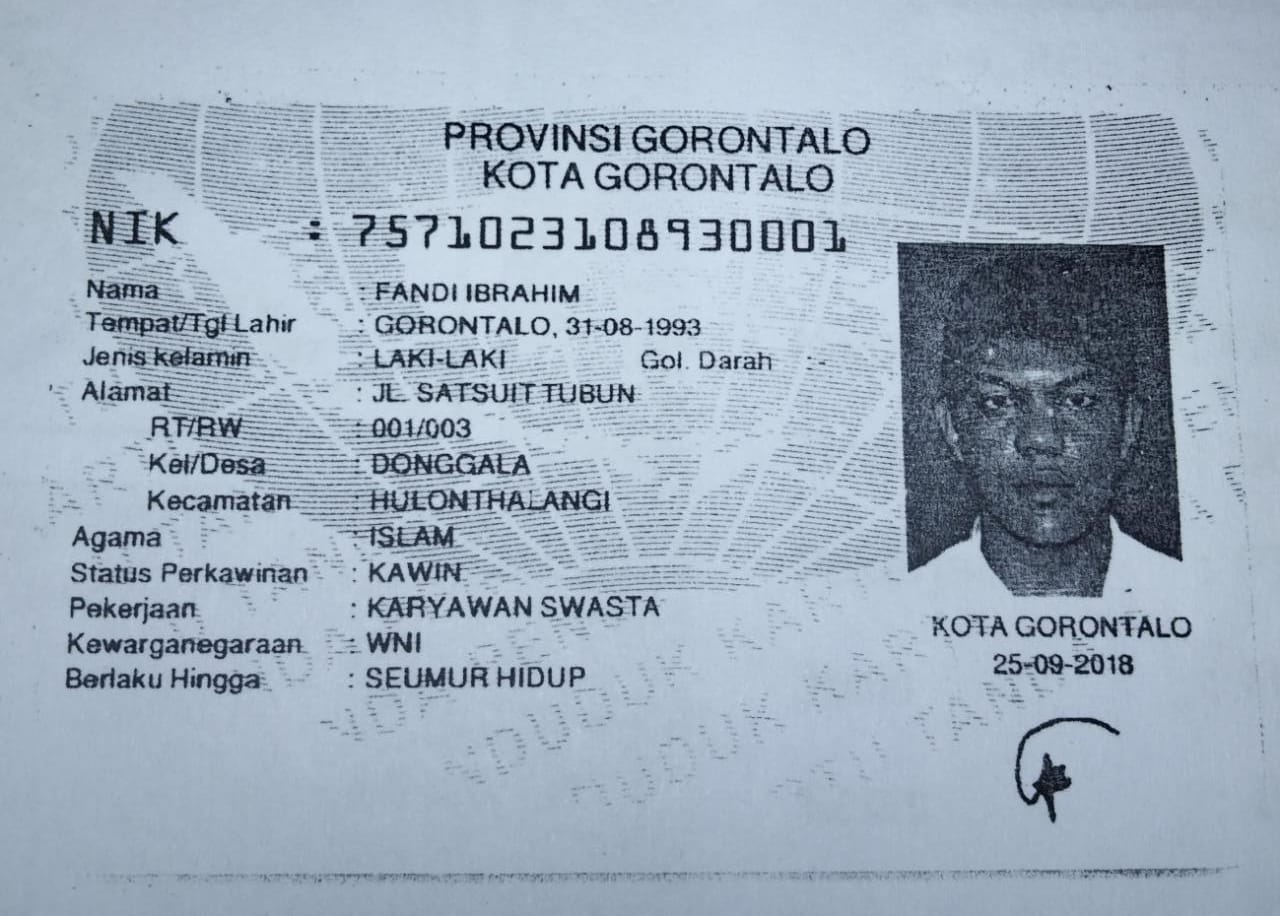 PROVINSI GORONTALO
KOTA GORONTALO
NIK : 7571023108930001
Nama : FANDI IBRAHIM
Tempat/Tgl Lahir : GORONTALO, 31-08-1993
Jenis kelamin : LAKI-LAKI Gol. Darah : -
Alamat : JL. SATSUIT TUBUN
RT/RW : 001/003
Kel/Desa : DONGGALA
Kecamatan : HULONTHALANGI
Agama : ISLAM
Status Perkawinan : KAWIN
Pekerjaan : KARYAWAN SWASTA
Kewarganegaraan : WNI
Berlaku Hingga : SEUMUR HIDUP
KOTA GORONTALO
25-09-2018